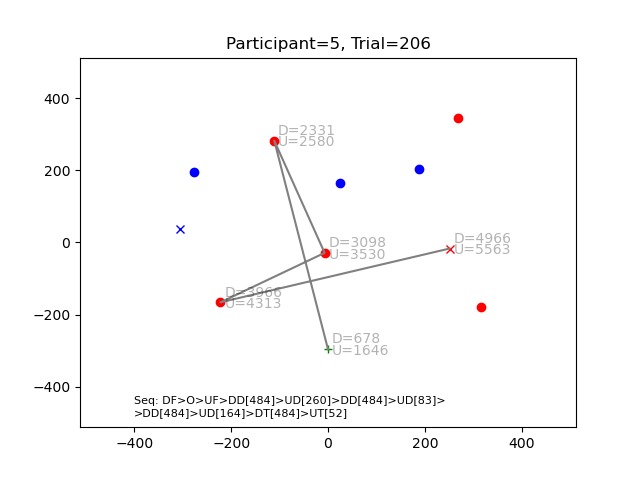 Participant=5, Trial=206
400
200
0
−200
−400
D=2331
U=2580
D=3098
U=3530
D=4966
U=5563
D=3966
U=4313
D=678
U=1646
Seq: DF>O>UF>DD[484]>UD[260]>DD[484]>UD[83]>
>DD[484]>UD[164]>DT[484]>UT[52]
−400 −200 0 200 400